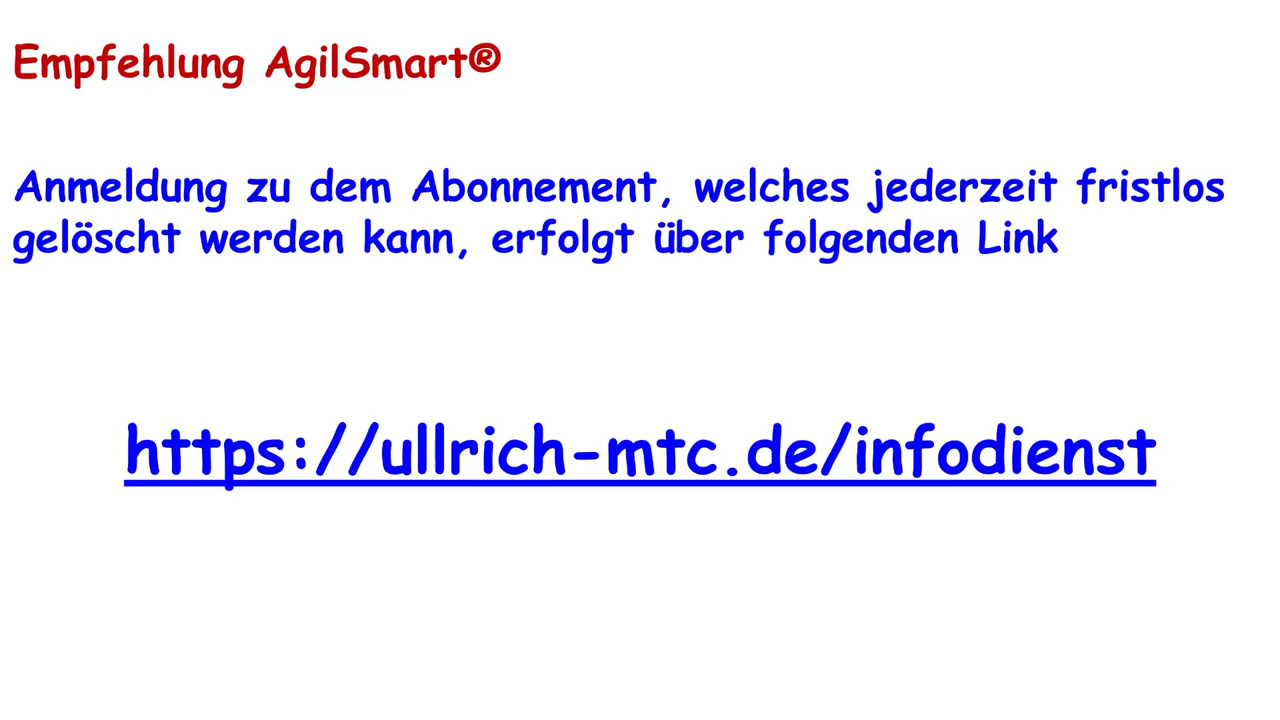 Empfehlung AgilSmart®
Anmeldung zu dem Abonnement, welches jederzeit fristlos
gelöscht werden kann, erfolgt über folgenden Link
https://ullrich-mtc.de/infodienst